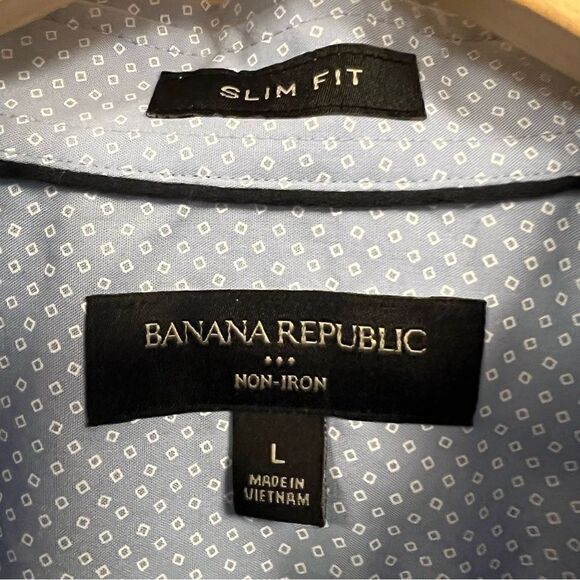 SLIM FIT
BANANA REPUBLIC
NON-IRON
L
MADE IN
VIETNAM